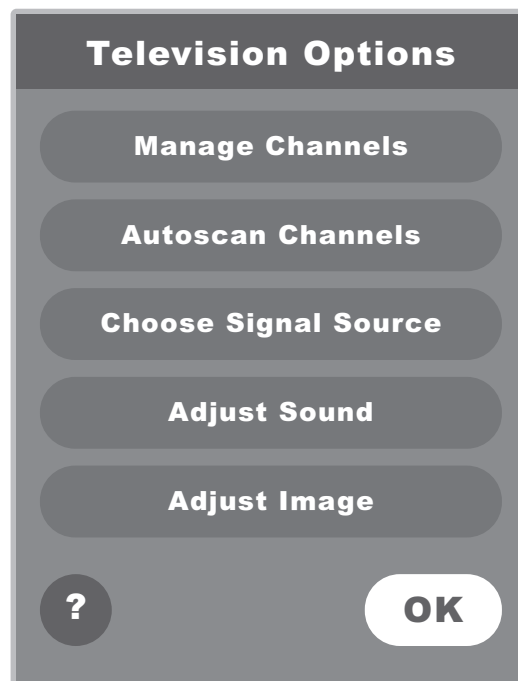 Television Options
Manage Channels
Autoscan Channels
Choose Signal Source
Adjust Sound
Adjust Image
? OK